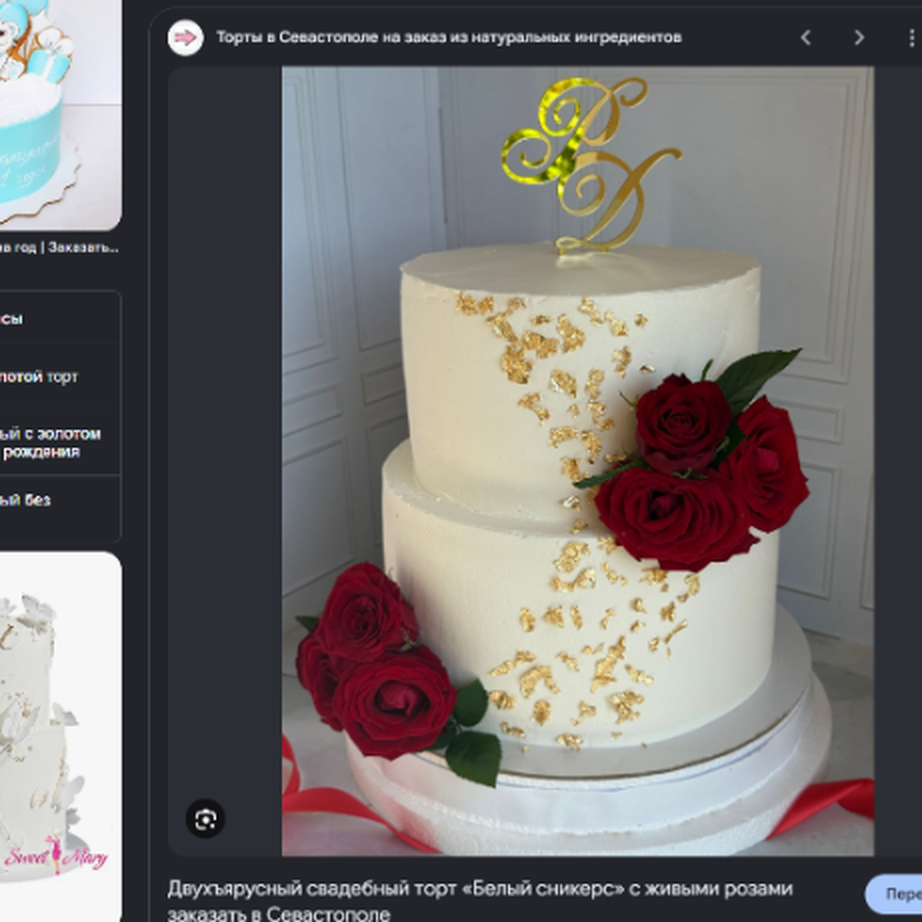 Торты в Севастополе на заказ из натуральных ингредиентов
на год | Заказать...
сы
лотой торт
ый с золотом
рождения
ый без
Sweet Mary
Двухъярусный свадебный торт «Белый сникерс» с живыми розами
заказать в Севастополе
Пере